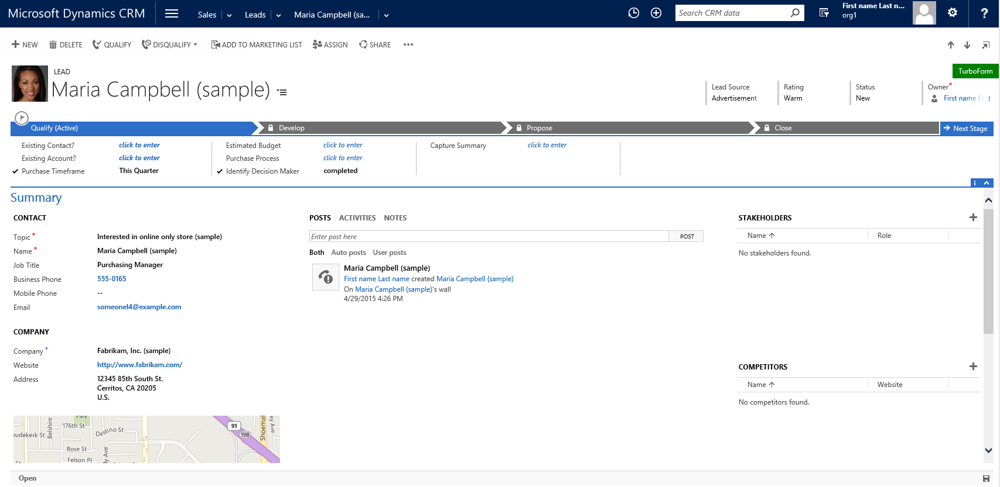 Microsoft Dynamics CRM
Sales
Leads
Maria Campbell (sa...
Search CRM data
First name Last n...
org1
?
NEW
DELETE
QUALIFY
DISQUALIFY
ADD TO MARKETING LIST
ASSIGN
SHARE
TurboForm
LEAD
Maria Campbell (sample)
Lead Source
Advertisement
Rating
Warm
Status
New
Owner*
First name La t
Qualify (Active)
Develop
Propose
Close
Next Stage
Existing Contact? click to enter
Existing Account? click to enter
Purchase Timeframe This Quarter
Estimated Budget click to enter
Purchase Process click to enter
Identify Decision Maker completed
Capture Summary click to enter
i
Summary
CONTACT
Topic* Interested in online only store (sample)
Name* Maria Campbell (sample)
Job Title Purchasing Manager
Business Phone 555-0165
Mobile Phone --
Email someonel4@example.com
COMPANY
Company+ Fabrikam, Inc. (sample)
Website http://www.fabrikam.com/
Address 12345 85th South St.
Cerritos, CA 20205
U.S.
Park
176th St
Belshire
Destino St
oudekerk St
Rose St
Felson Pl
dy Ave
91
19B
Shoemal
ey Ave
St
POSTS ACTIVITIES NOTES
Enter post here POST
Both Auto posts User posts
Maria Campbell (sample)
First name Last name created Maria Campbell (sample)
On Maria Campbell (sample)'s wall
4/29/2015 4:26 PM
STAKEHOLDERS
Name Role
No stakeholders found.
COMPETITORS
Name Website
No competitors found.
Open